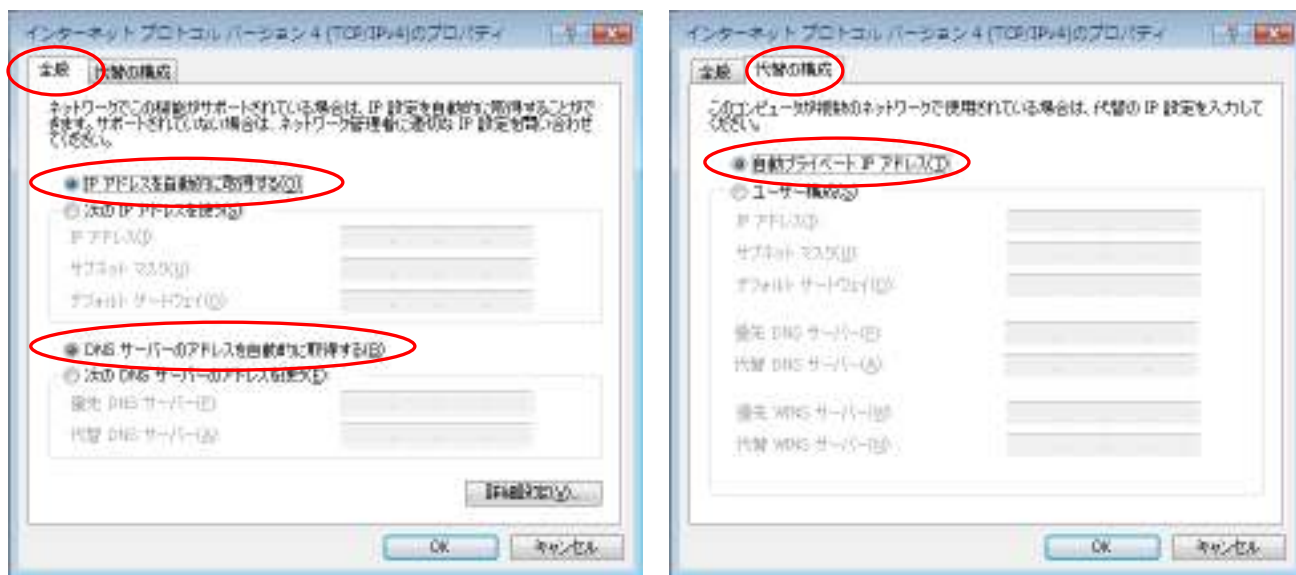 インターネット プロトコル バージョン 4 (TCP/IPv4)のプロパティ
全般
代替の構成
ネットワークでこの機能がサポートされている場合は、IP 設定を自動的に取得することがで
きます。サポートされていない場合は、ネットワーク管理者に適切な IP 設定を問い合わせ
てください。
IP アドレスを自動的に取得する(O)
次の IP アドレスを使う(S)
IP アドレス(I):
サブネット マスク(U):
デフォルト ゲートウェイ(D):
DNS サーバーのアドレスを自動的に取得する(B)
次の DNS サーバーのアドレスを使う(E):
優先 DNS サーバー(P):
代替 DNS サーバー(A):
詳細設定(V)...
OK
キャンセル
インターネット プロトコル バージョン 4 (TCP/IPv4)のプロパティ
全般
代替の構成
このコンピュータが複数のネットワークで使用されている場合は、代替の IP 設定を入力して
ください。
自動プライベート IP アドレス(T)
ユーザー構成(S)
IP アドレス(I):
サブネット マスク(U):
デフォルト ゲートウェイ(D):
優先 DNS サーバー(P):
代替 DNS サーバー(A):
優先 WINS サーバー(W):
代替 WINS サーバー(N):
OK
キャンセル